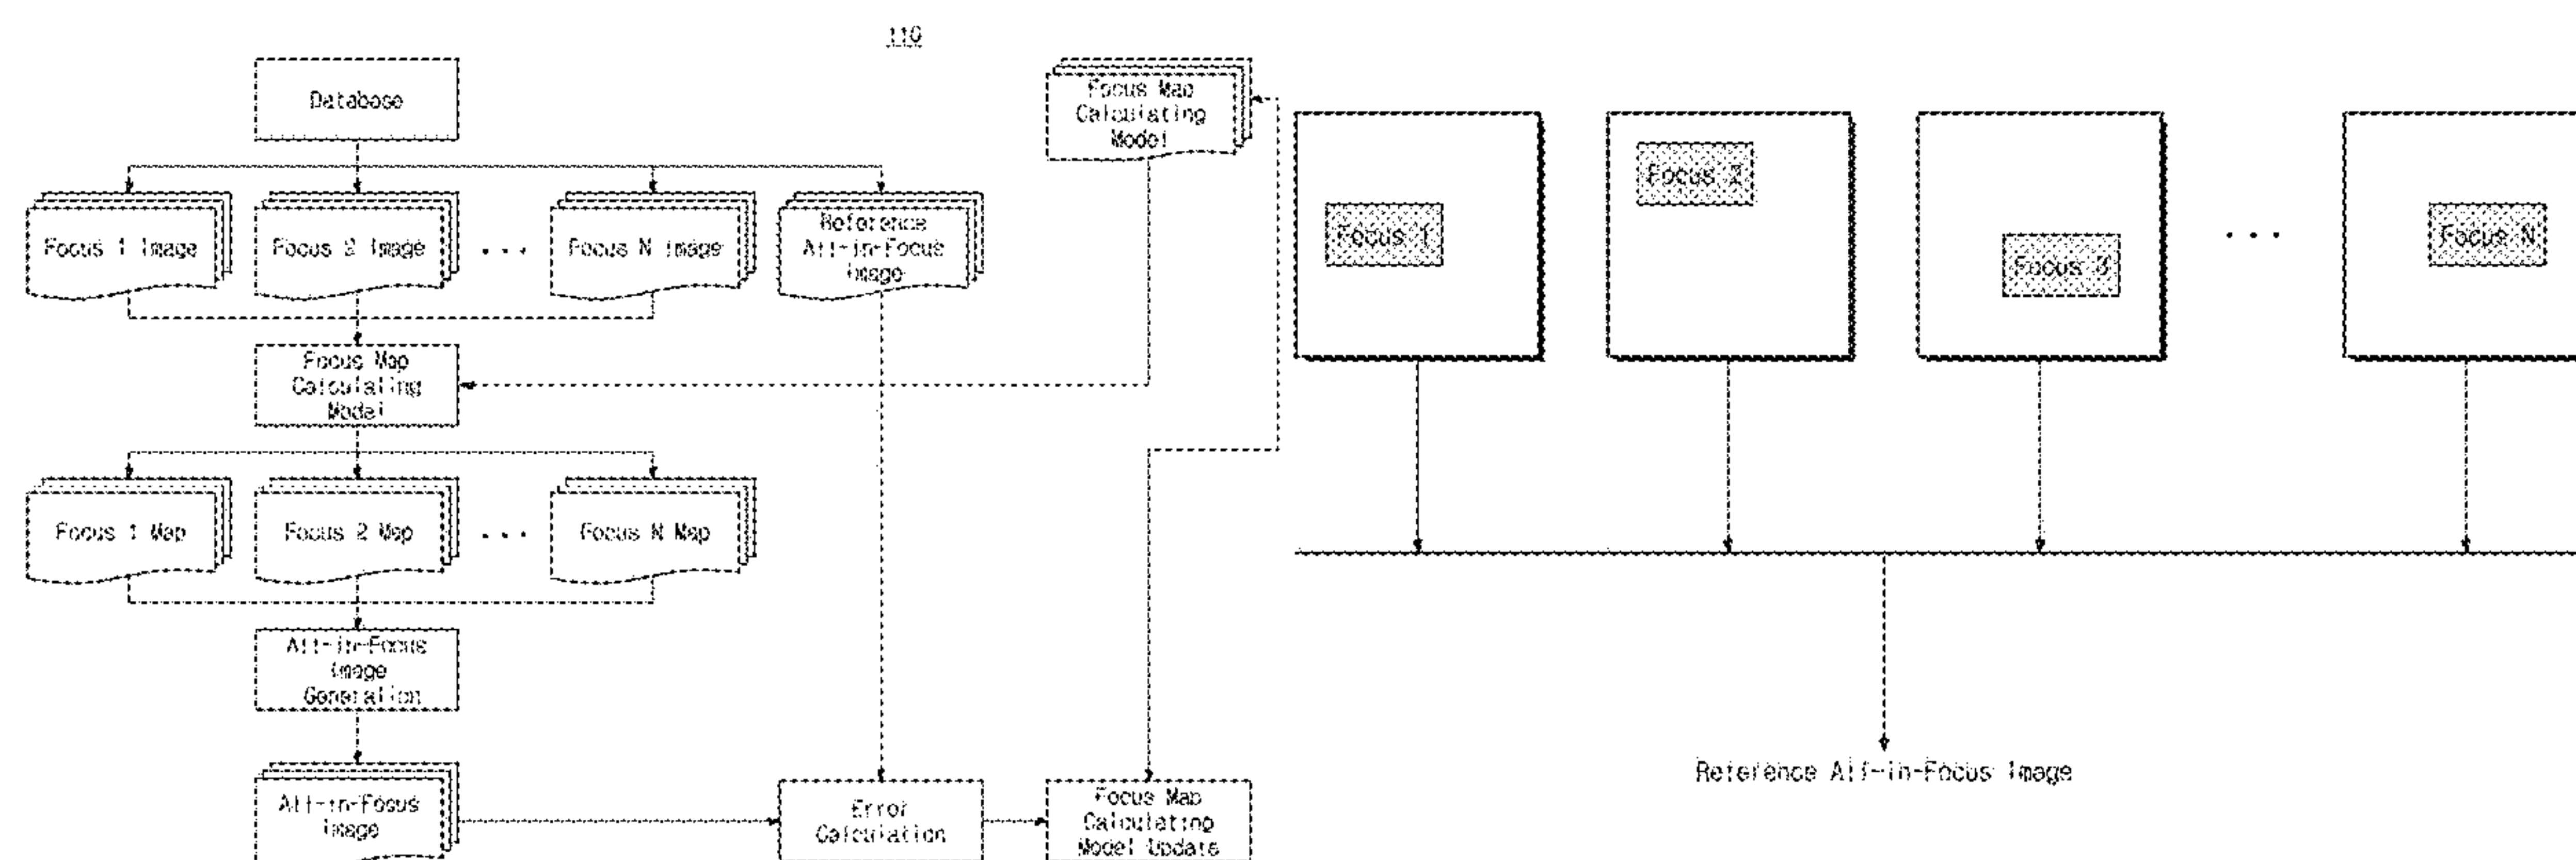 110
Database
Focus Map
Calculating
Model
Focus 1 Image
Focus 2 Image
...
Focus N Image
Reference
All-in-Focus
Image
Focus 1
Focus 2
Focus 3
...
Focus N
Focus Map
Calculating
Model
Focus 1 Map
Focus 2 Map
...
Focus N Map
All-in-Focus
Image
Generation
All-in-Focus
Image
Error
Calculation
Focus Map
Calculating
Model Update
Reference All-in-Focus Image